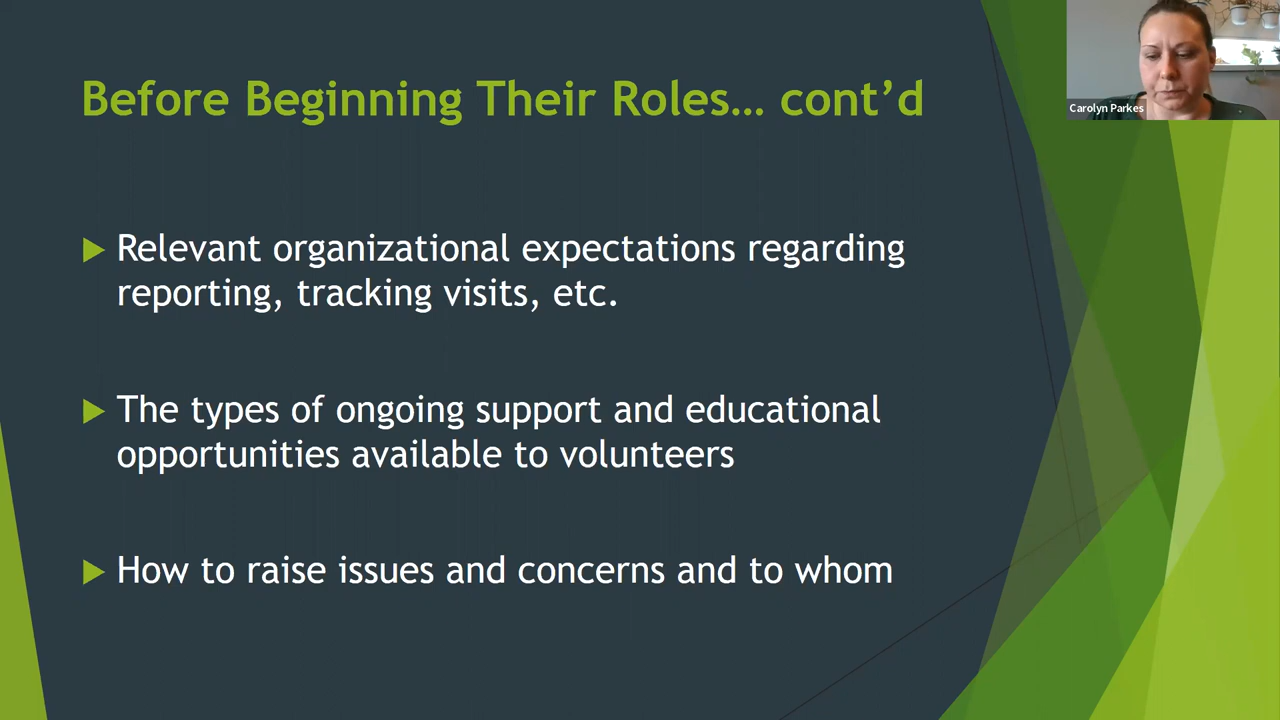 Before Beginning Their Roles… cont’d
Carolyn Parkes
Relevant organizational expectations regarding
reporting, tracking visits, etc.
The types of ongoing support and educational
opportunities available to volunteers
How to raise issues and concerns and to whom